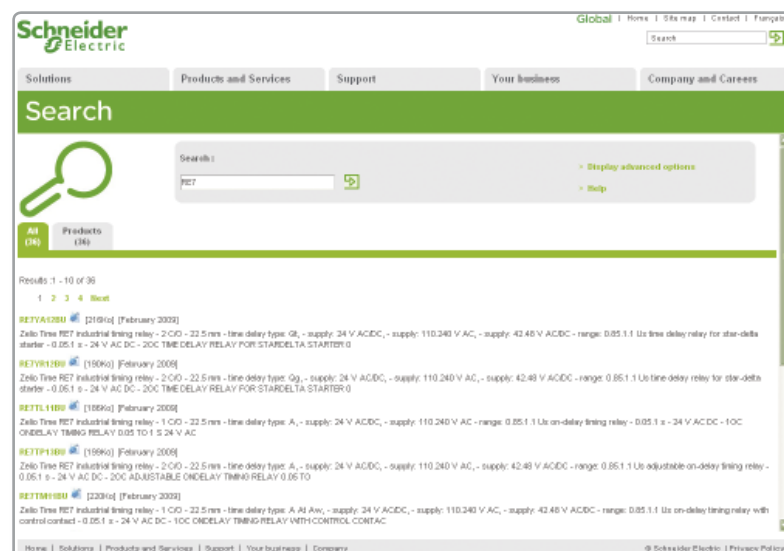 Schneider Electric
Global | Home | Site map | Contact | Français
Search
Solutions Products and Services Support Your business Company and Careers
Search
Search :
RE7
> Display advanced options
> Help
All (36)
Products (36)
Results :1 - 10 of 36
1 2 3 4 Next
RE7YA12BU [216Ko] [February 2009]
Zelio Time RE7 industrial timing relay - 2 C/O - 22.5 mm - time delay type: Qt, - supply: 24 V AC/DC, - supply: 110.240 V AC, - supply: 42.48 V AC/DC - range: 0.85.1.1 Us time delay relay for star-delta
starter - 0.05.1 s - 24 V AC DC - 2OC TIME DELAY RELAY FOR STARDELTA STARTER 0
RE7YR12BU [190Ko] [February 2009]
Zelio Time RE7 industrial timing relay - 2 C/O - 22.5 mm - time delay type: Qg, - supply: 24 V AC/DC, - supply: 110.240 V AC, - supply: 42.48 V AC/DC - range: 0.85.1.1 Us time delay relay for star-delta
starter - 0.05.1 s - 24 V AC DC - 2OC TIME DELAY RELAY FOR STARDELTA STARTER 0
RE7TL11BU [186Ko] [February 2009]
Zelio Time RE7 industrial timing relay - 1 C/O - 22.5 mm - time delay type: A, - supply: 24 V AC/DC, - supply: 110.240 V AC - range: 0.85.1.1 Us on-delay timing relay - 0.05.1 s - 24 V AC DC - 1OC
ONDELAY TIMING RELAY 0.05 TO 1 S 24 V AC
RE7TP13BU [199Ko] [February 2009]
Zelio Time RE7 industrial timing relay - 2 C/O - 22.5 mm - time delay type: A, - supply: 24 V AC/DC, - supply: 110.240 V AC, - supply: 42.48 V AC/DC - range: 0.85.1.1 Us adjustable on-delay timing relay -
0.05.1 s - 24 V AC DC - 2OC ADJUSTABLE ONDELAY TIMING RELAY 0.05 TO
RE7TM11BU [220Ko] [February 2009]
Zelio Time RE7 industrial timing relay - 1 C/O - 22.5 mm - time delay type: A At Aw, - supply: 24 V AC/DC, - supply: 110.240 V AC, - supply: 42.48 V AC/DC - range: 0.85.1.1 Us on-delay timing relay with
control contact - 0.05.1 s - 24 V AC DC - 1OC ONDELAY TIMING RELAY WITH CONTROL CONTAC
Home | Solutions | Products and Services | Support | Your business | Company © Schneider Electric | Privacy Policy